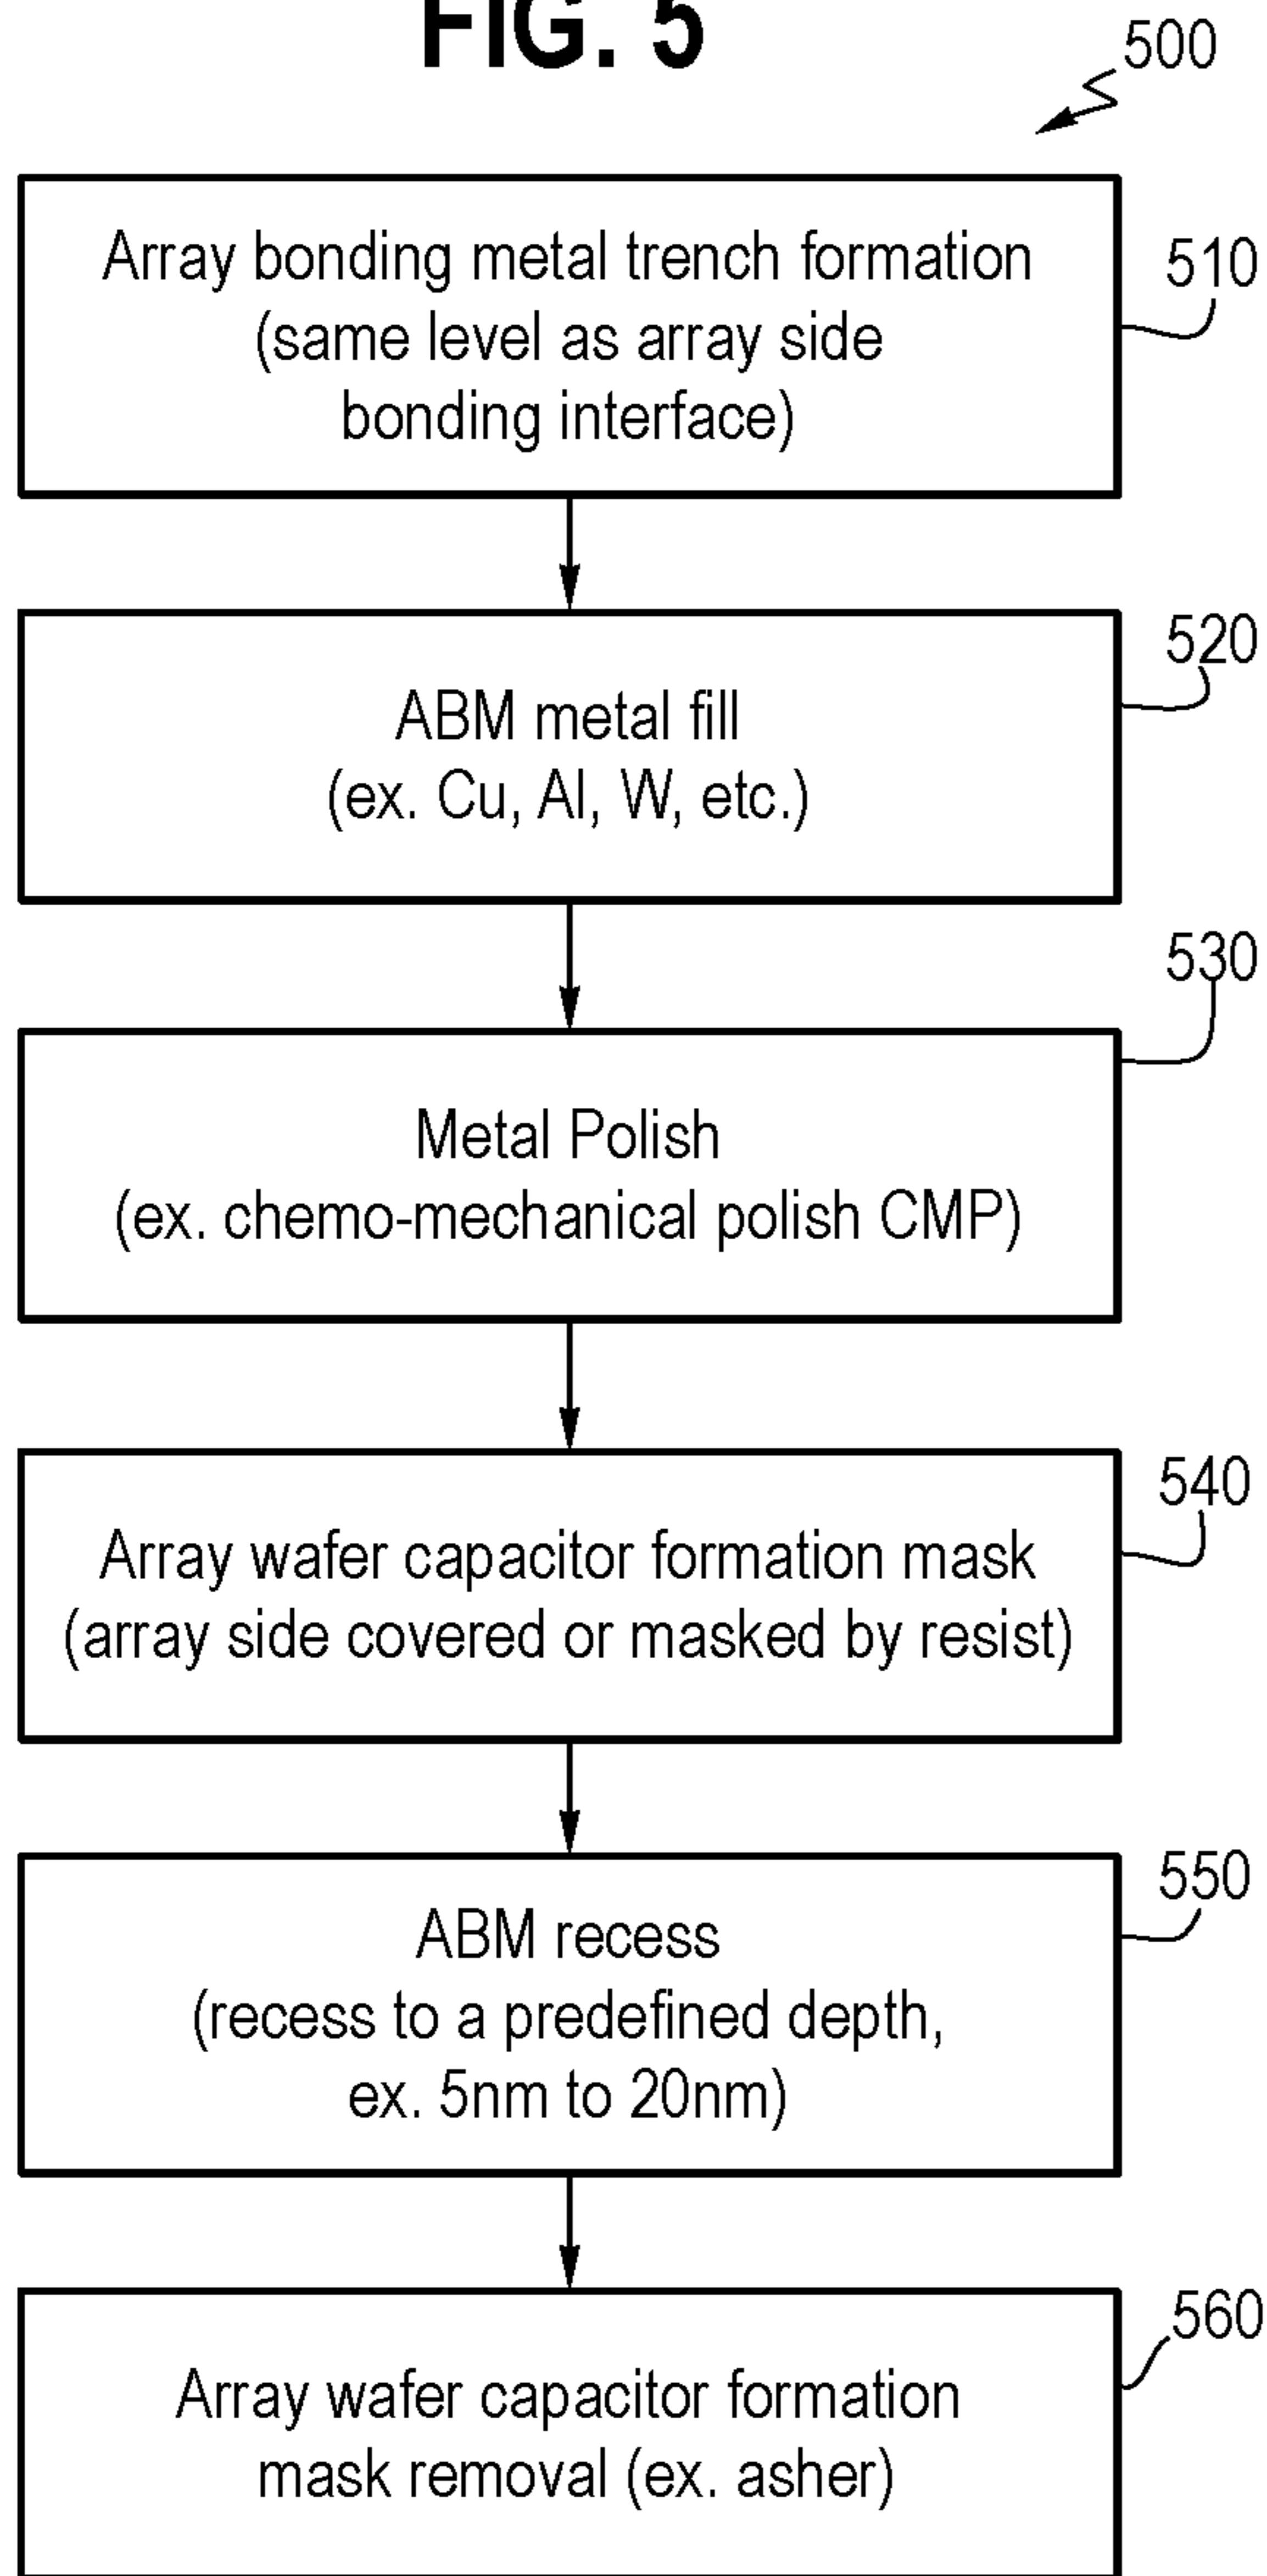 FIG. 5
500
Array bonding metal trench formation
(same level as array side
bonding interface)
510
ABM metal fill
(ex. Cu, Al, W, etc.)
520
Metal Polish
(ex. chemo-mechanical polish CMP)
530
Array wafer capacitor formation mask
(array side covered or masked by resist)
540
ABM recess
(recess to a predefined depth,
ex. 5nm to 20nm)
550
Array wafer capacitor formation
mask removal (ex. asher)
560